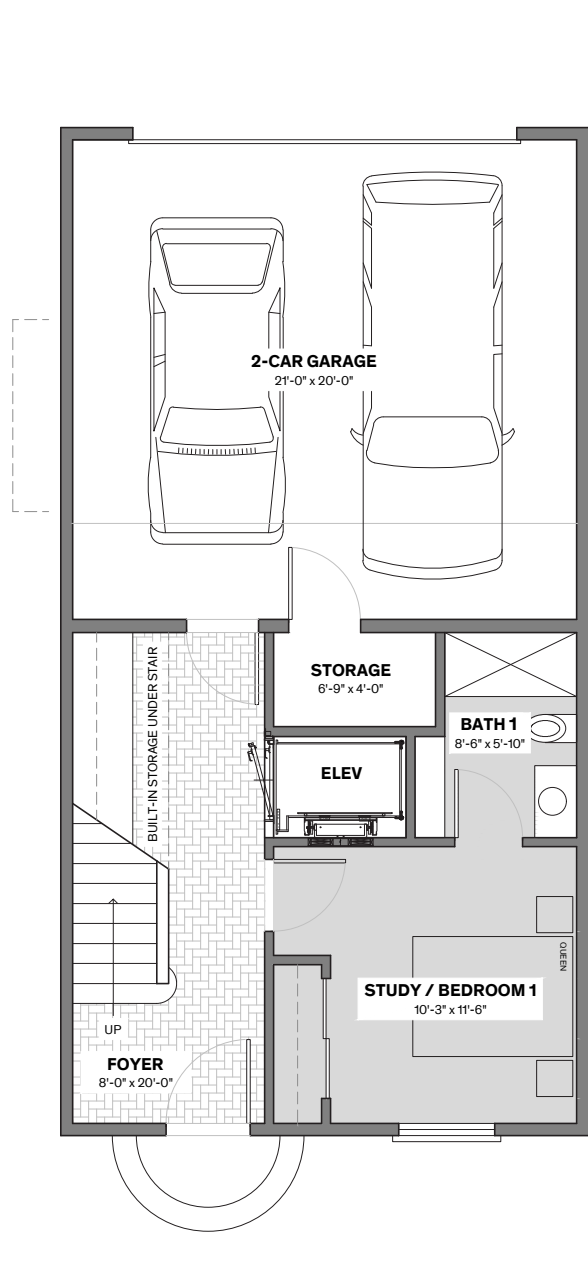 2-CAR GARAGE
21'-0" x 20'-0"
BUILT-IN STORAGE UNDER STAIR
STORAGE
6'-9" x 4'-0"
BATH 1
8'-6" x 5'-10"
ELEV
QUEEN
STUDY / BEDROOM 1
10'-3" x 11'-6"
UP
FOYER
8'-0" x 20'-0"